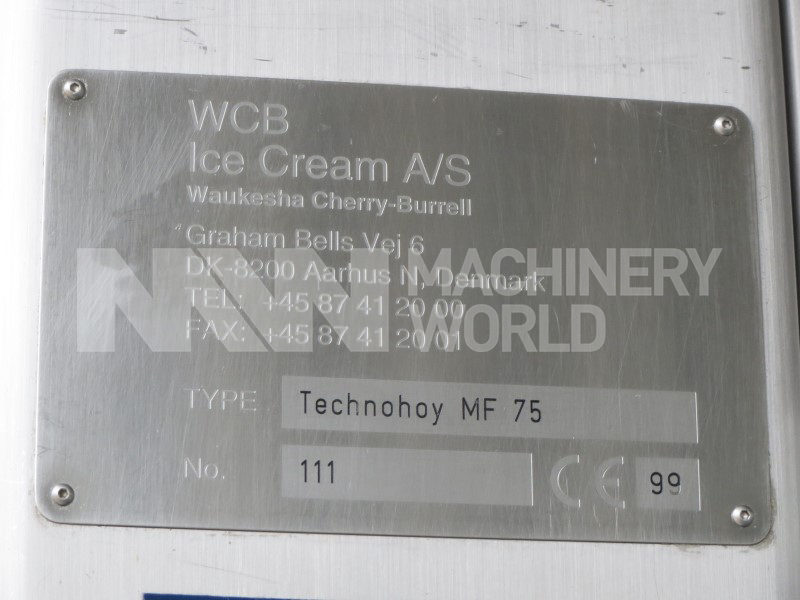 WCB
Ice Cream A/S
Waukesha Cherry-Burrell
Graham Bells Vej 6
DK-8200 Aarhus N, Denmark
TEL: +45 87 41 20 00
FAX: +45 87 41 20 01
MACHINERY
WORLD
TYPE Technohoy MF 75
No. 111 CE 99